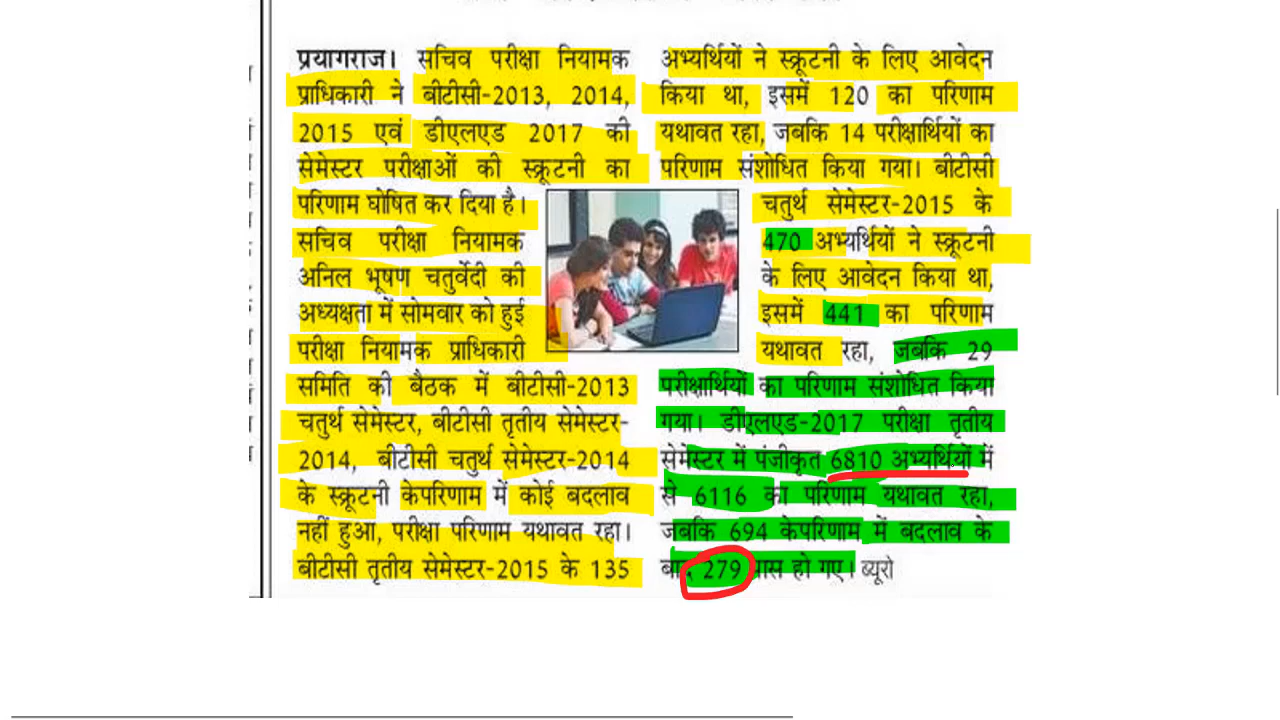 प्रयागराज। सचिव परीक्षा नियामक
प्राधिकारी ने बीटीसी-2013, 2014,
2015 एवं डीएलएड 2017 की
सेमेस्टर परीक्षाओं की स्क्रूटनी का
परिणाम घोषित कर दिया है।
सचिव परीक्षा नियामक
अनिल भूषण चतुर्वेदी की
अध्यक्षता में सोमवार को हुई
परीक्षा नियामक प्राधिकारी
समिति की बैठक में बीटीसी-2013
चतुर्थ सेमेस्टर, बीटीसी तृतीय सेमेस्टर-
2014, बीटीसी चतुर्थ सेमेस्टर-2014
के स्क्रूटनी केपरिणाम में कोई बदलाव
नहीं हुआ, परीक्षा परिणाम यथावत रहा।
बीटीसी तृतीय सेमेस्टर-2015 के 135
अभ्यर्थियों ने स्क्रूटनी के लिए आवेदन
किया था, इसमें 120 का परिणाम
यथावत रहा, जबकि 14 परीक्षार्थियों का
परिणाम संशोधित किया गया। बीटीसी
चतुर्थ सेमेस्टर-2015 के
470 अभ्यर्थियों ने स्क्रूटनी
के लिए आवेदन किया था,
इसमें 441 का परिणाम
यथावत रहा, जबकि 29
परीक्षार्थियों का परिणाम संशोधित किया
गया। डीएलएड-2017 परीक्षा तृतीय
सेमेस्टर में पंजीकृत 6810 अभ्यर्थियों में
से 6116 का परिणाम यथावत रहा,
जबकि 694 केपरिणाम में बदलाव के
बाद 279 पास हो गए। ब्यूरो